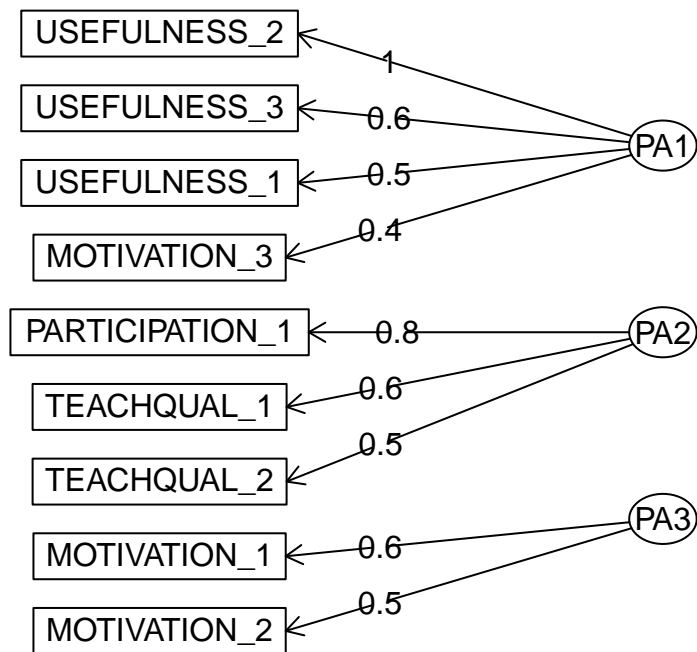 USEFULNESS_2
1
USEFULNESS_3
0.6
PA1
USEFULNESS_1
0.5
0.4
MOTIVATION_3
PARTICIPATION_1
0.8
PA2
TEACHQUAL_1
0.6
0.5
TEACHQUAL_2
PA3
MOTIVATION_1
0.6
0.5
MOTIVATION_2